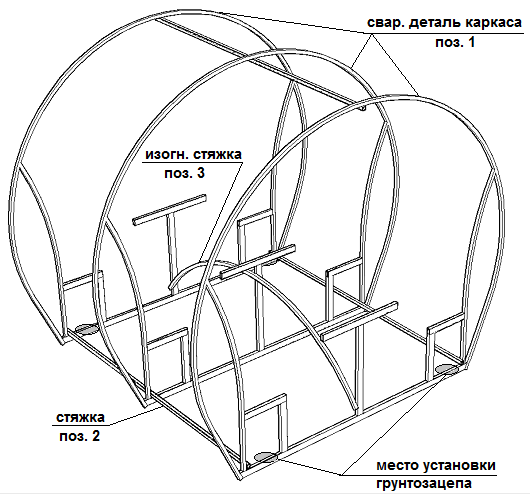 свар. деталь каркаса
поз. 1
изогн. стяжка
поз. 3
стяжка
поз. 2
место установки
грунтозацепа